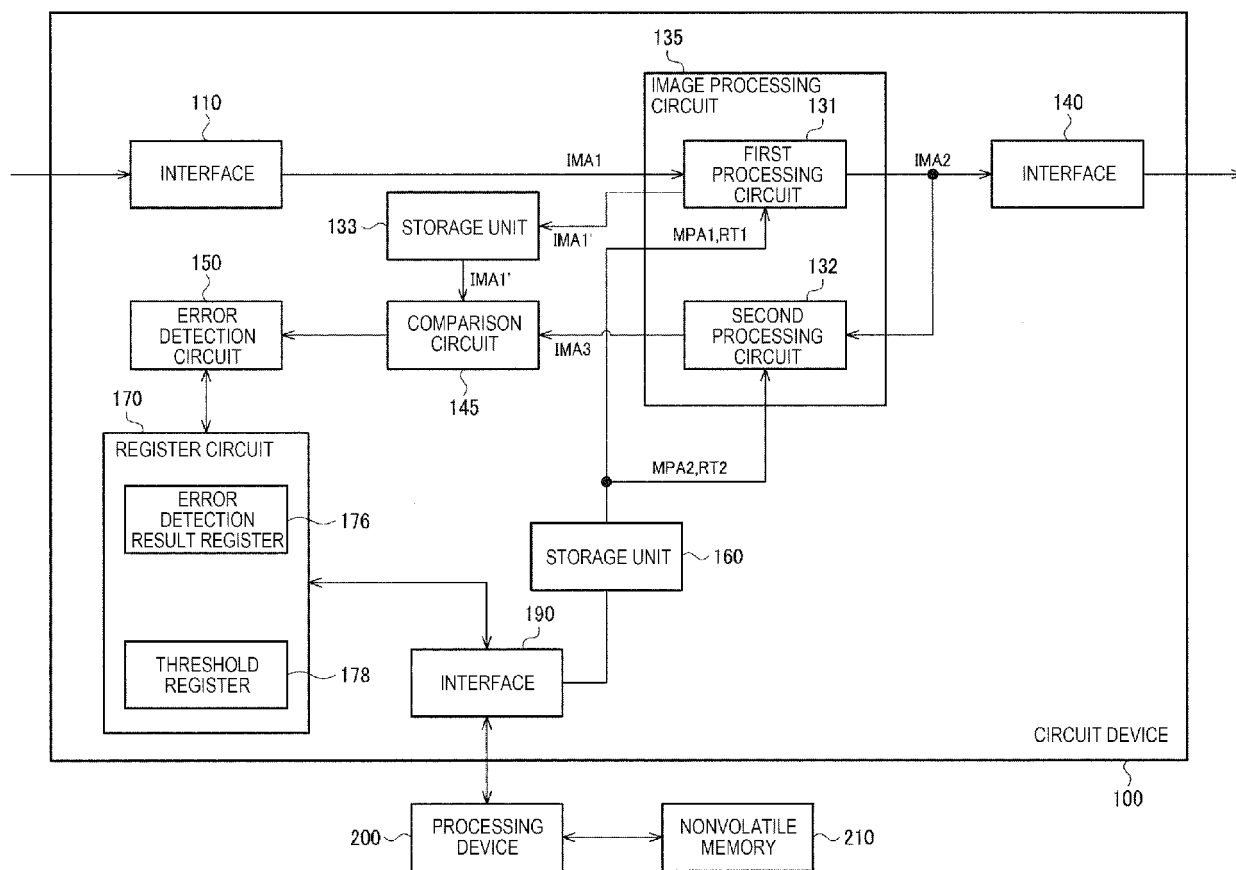 135
IMAGE PROCESSING
CIRCUIT
110
131
140
INTERFACE
IMA1
FIRST
PROCESSING
CIRCUIT
IMA2
INTERFACE
133
STORAGE UNIT
IMA1'
MPA1,RT1
IMA1'
150
132
ERROR
DETECTION
CIRCUIT
COMPARISON
CIRCUIT
IMA3
SECOND
PROCESSING
CIRCUIT
145
170
REGISTER CIRCUIT
MPA2,RT2
ERROR
DETECTION
RESULT REGISTER
176
STORAGE UNIT
160
190
THRESHOLD
REGISTER
178
INTERFACE
CIRCUIT DEVICE
100
200
PROCESSING
DEVICE
NONVOLATILE
MEMORY
210